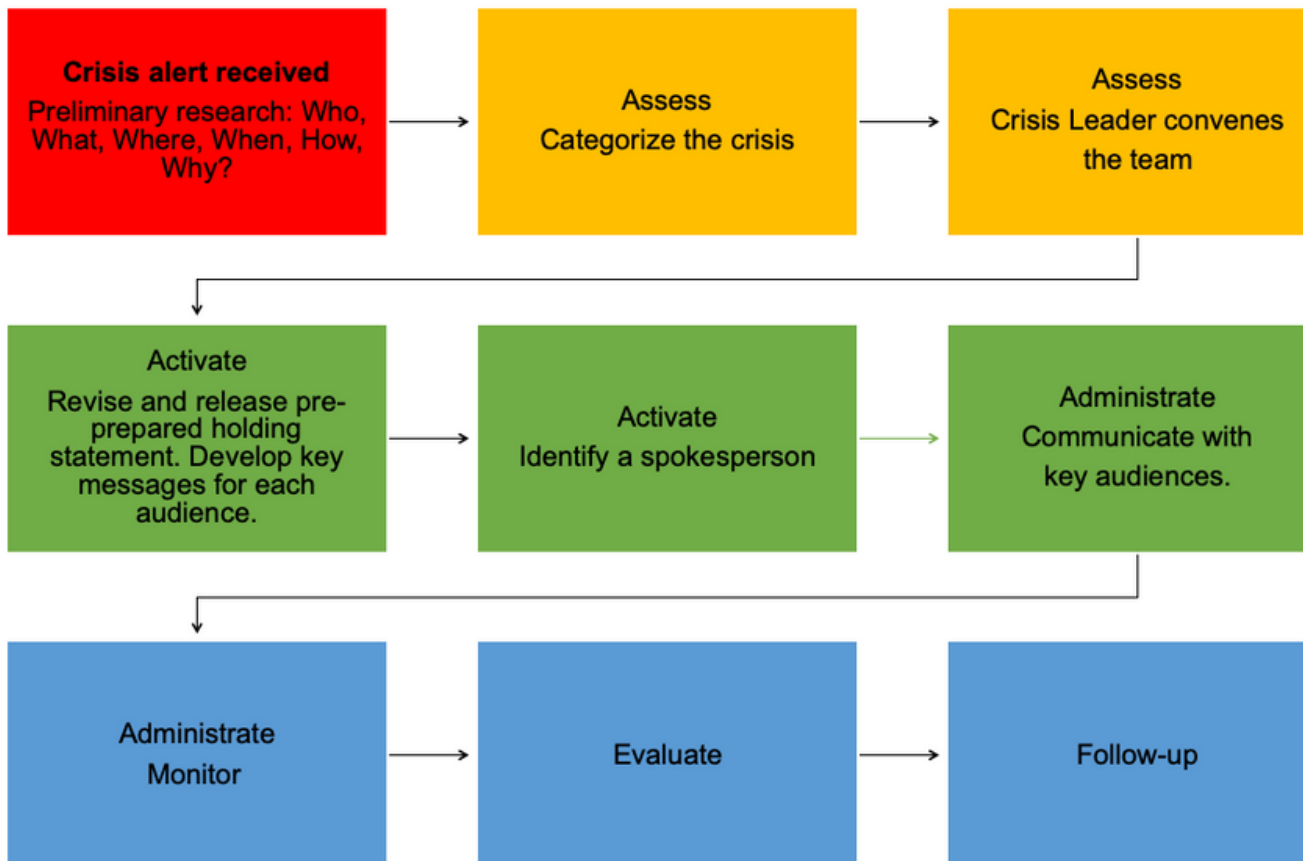 Crisis alert received
Preliminary research: Who,
What, Where, When, How,
Why?
Assess
Categorize the crisis
Assess
Crisis Leader convenes
the team
Activate
Revise and release pre-
prepared holding
statement. Develop key
messages for each
audience.
Activate
Identify a spokesperson
Administrate
Communicate with
key audiences.
Administrate
Monitor
Evaluate
Follow-up